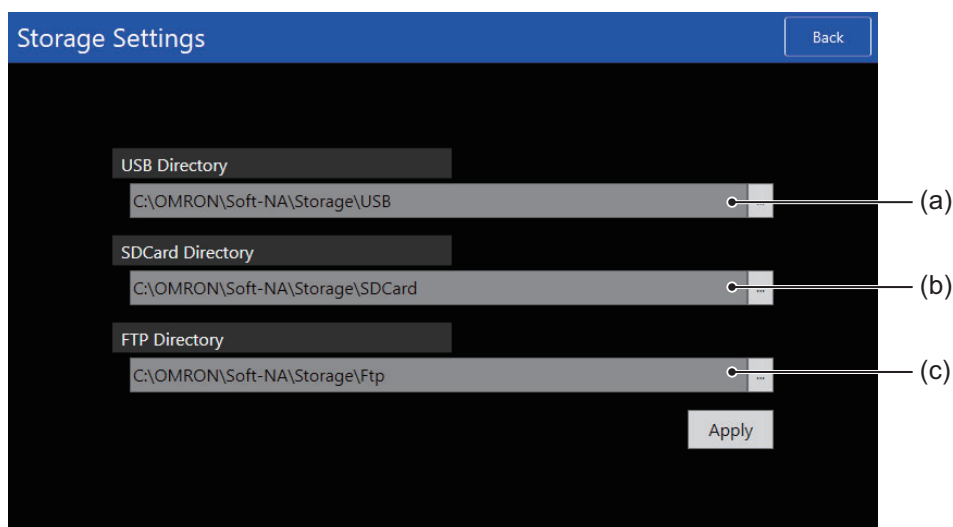 Storage Settings
Back
USB Directory
C:\OMRON\Soft-NA\Storage\USB
...
(a)
SDCard Directory
C:\OMRON\Soft-NA\Storage\SDCard
...
(b)
FTP Directory
C:\OMRON\Soft-NA\Storage\Ftp
...
(c)
Apply